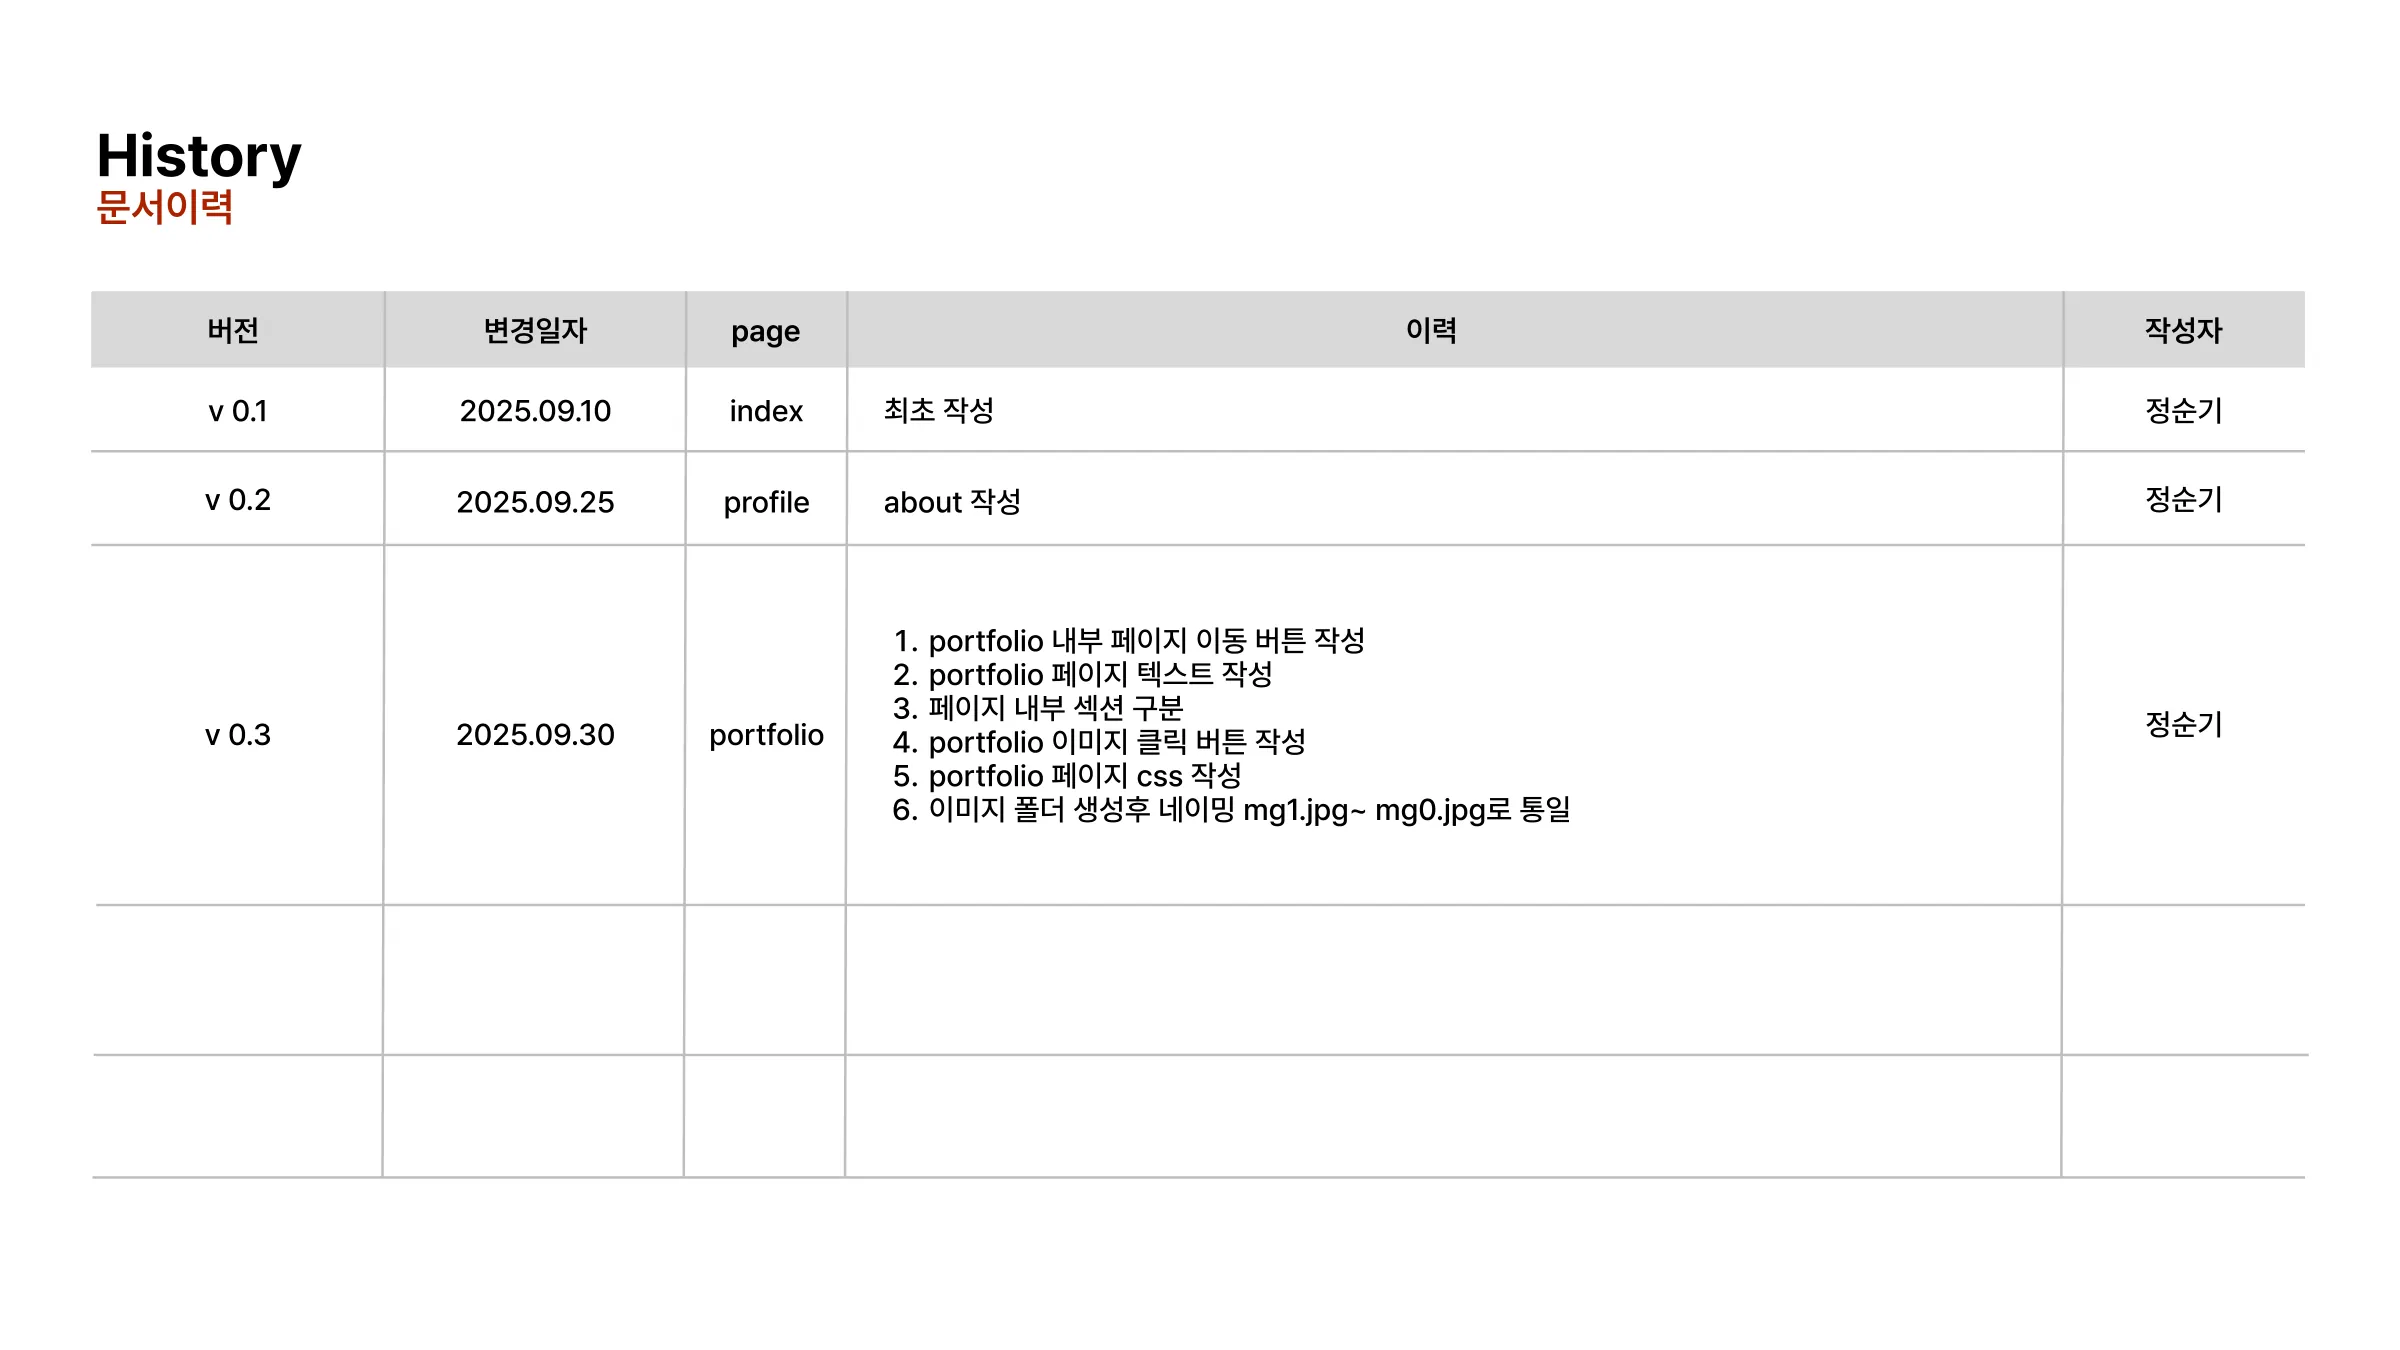 History
문서이력
버전 변경일자 page 이력 작성자
v 0.1 2025.09.10 index 최초 작성 정순기
v 0.2 2025.09.25 profile about 작성 정순기
v 0.3 2025.09.30 portfolio
1. portfolio 내부 페이지 이동 버튼 작성
2. portfolio 페이지 텍스트 작성
3. 페이지 내부 섹션 구분
4. portfolio 이미지 클릭 버튼 작성
5. portfolio 페이지 css 작성
6. 이미지 폴더 생성후 네이밍 mg1.jpg~ mg0.jpg로 통일
정순기